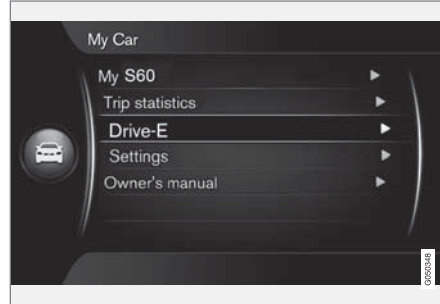 My Car
My S60
Trip statistics
Drive-E
Settings
Owner's manual
G050348